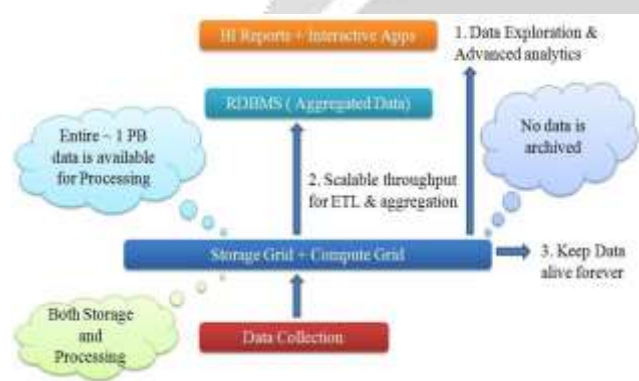 BI Reports + Interactive Apps
1. Data Exploration &
Advanced analytics
RDBMS ( Aggregated Data)
Entire ~ 1 PB
data is available
for Processing
No data is
archived
2. Scalable throughput
for ETL & aggregation
Storage Grid + Compute Grid
3. Keep Data
alive forever
Both Storage
and
Processing
Data Collection